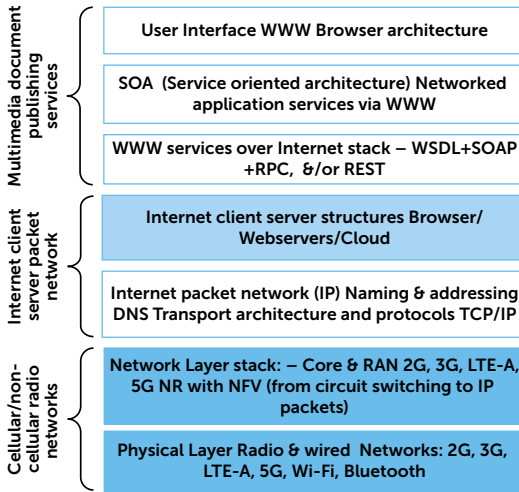 Multimedia document
publishing
services
User Interface WWW Browser architecture
SOA (Service oriented architecture) Networked
application services via WWW
WWW services over Internet stack – WSDL+SOAP
+RPC, &/or REST
Internet client
server packet
network
Internet client server structures Browser/
Webservers/Cloud
Internet packet network (IP) Naming & addressing
DNS Transport architecture and protocols TCP/IP
Cellular/non-
cellular radio
networks
Network Layer stack: – Core & RAN 2G, 3G, LTE-A,
5G NR with NFV (from circuit switching to IP
packets)
Physical Layer Radio & wired Networks: 2G, 3G,
LTE-A, 5G, Wi-Fi, Bluetooth